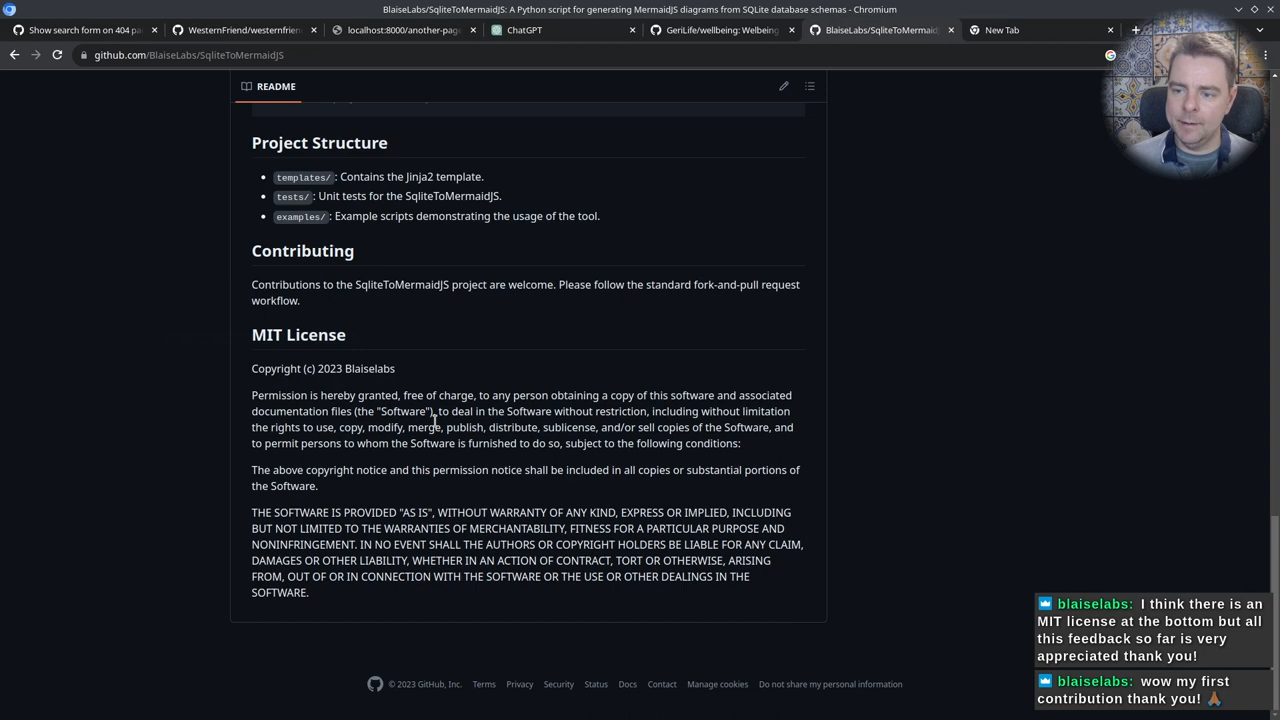 BlaiseLabs/SqliteToMermaidJS: A Python script for generating MermaidJS diagrams from SQLite database schemas - Chromium
Show search form on 404 pa
WesternFriend/westernfrien
localhost:8000/another-page
ChatGPT
GeriLife/wellbeing: Welbeing
BlaiseLabs/SqliteToMermaid
New Tab
github.com/BlaiseLabs/SqliteToMermaidJS
README
Project Structure
templates/: Contains the Jinja2 template.
tests/: Unit tests for the SqliteToMermaidJS.
examples/: Example scripts demonstrating the usage of the tool.
Contributing
Contributions to the SqliteToMermaidJS project are welcome. Please follow the standard fork-and-pull request
workflow.
MIT License
Copyright (c) 2023 Blaiselabs
Permission is hereby granted, free of charge, to any person obtaining a copy of this software and associated
documentation files (the "Software"), to deal in the Software without restriction, including without limitation
the rights to use, copy, modify, merge, publish, distribute, sublicense, and/or sell copies of the Software, and
to permit persons to whom the Software is furnished to do so, subject to the following conditions:
The above copyright notice and this permission notice shall be included in all copies or substantial portions of
the Software.
THE SOFTWARE IS PROVIDED "AS IS", WITHOUT WARRANTY OF ANY KIND, EXPRESS OR IMPLIED, INCLUDING
BUT NOT LIMITED TO THE WARRANTIES OF MERCHANTABILITY, FITNESS FOR A PARTICULAR PURPOSE AND
NONINFRINGEMENT. IN NO EVENT SHALL THE AUTHORS OR COPYRIGHT HOLDERS BE LIABLE FOR ANY CLAIM,
DAMAGES OR OTHER LIABILITY, WHETHER IN AN ACTION OF CONTRACT, TORT OR OTHERWISE, ARISING
FROM, OUT OF OR IN CONNECTION WITH THE SOFTWARE OR THE USE OR OTHER DEALINGS IN THE
SOFTWARE.
© 2023 GitHub, Inc. Terms Privacy Security Status Docs Contact Manage cookies Do not share my personal information
blaiselabs: I think there is an
MIT license at the bottom but all
this feedback so far is very
appreciated thank you!
blaiselabs: wow my first
contribution thank you! 🙏🏾